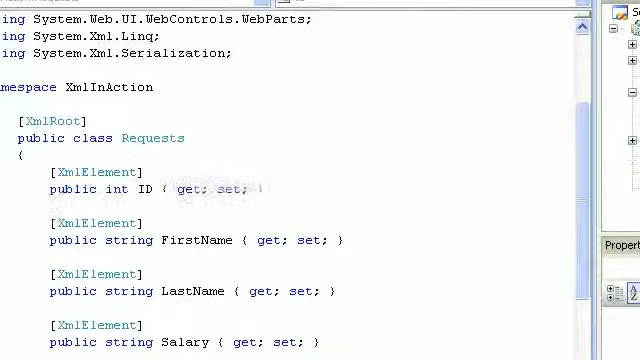 ing System.Web.UI.WebControls.WebParts;
ing System.Xml.Linq;
ing System.Xml.Serialization;
mespace XmlInAction
[XmlRoot]
public class Requests
{
[XmlElement]
public int ID { get; set; }
[XmlElement]
public string FirstName { get; set; }
[XmlElement]
public string LastName { get; set; }
[XmlElement]
public string Salary { get; set; }
So
Propert